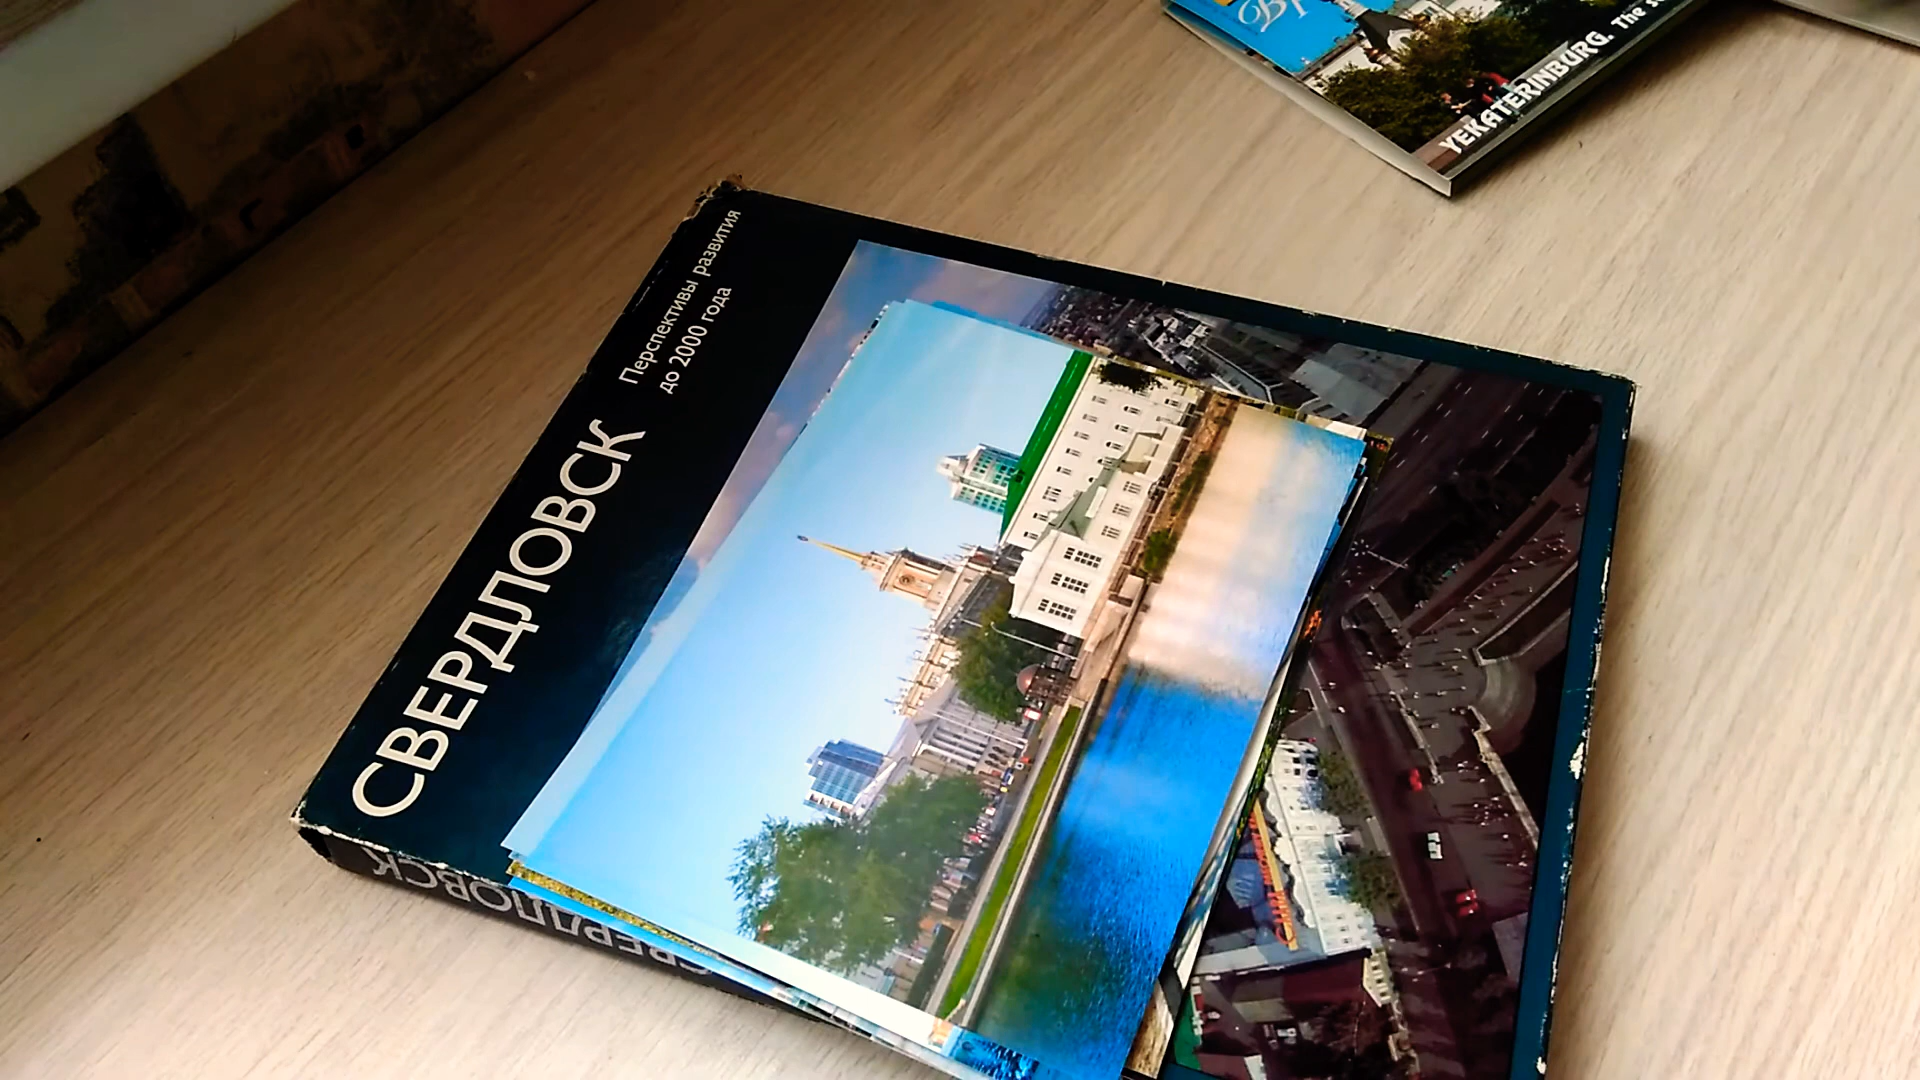 СВЕРДЛОВСК
Перспективы развития
до 2000 года
СВЕРДЛОВСК
YEKATERINBURG. The